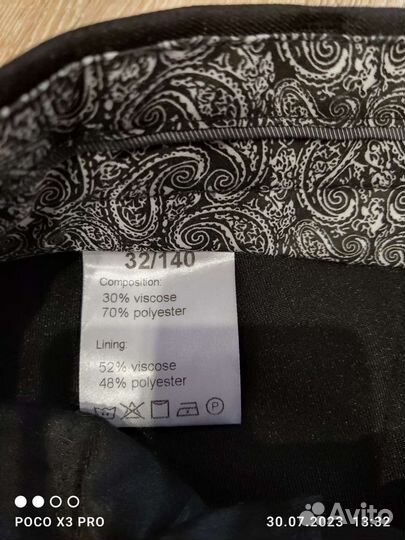 32/140
Composition:
30% viscose
70% polyester
Lining:
52% viscose
48% polyester
P
POCO X3 PRO
30.07.2023 13:32
Avito